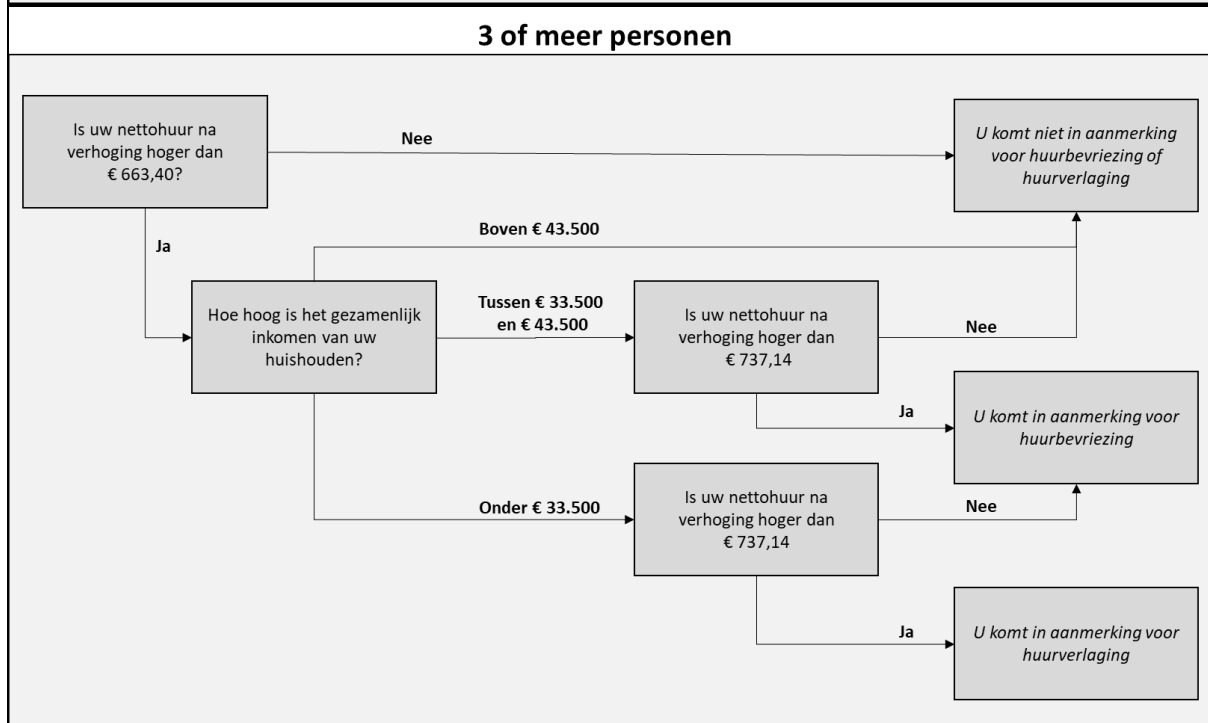 3 of meer personen
Is uw nettohuur na
verhoging hoger dan
€ 663,40?
Nee
U komt niet in aanmerking
voor huurbevriezing of
huurverlaging
Ja
Boven € 43.500
Hoe hoog is het gezamenlijk
inkomen van uw
huishouden?
Tussen € 33.500
en € 43.500
Is uw nettohuur na
verhoging hoger dan
€ 737,14
Nee
Ja
U komt in aanmerking voor
huurbevriezing
Onder € 33.500
Is uw nettohuur na
verhoging hoger dan
€ 737,14
Nee
Ja
U komt in aanmerking voor
huurverlaging